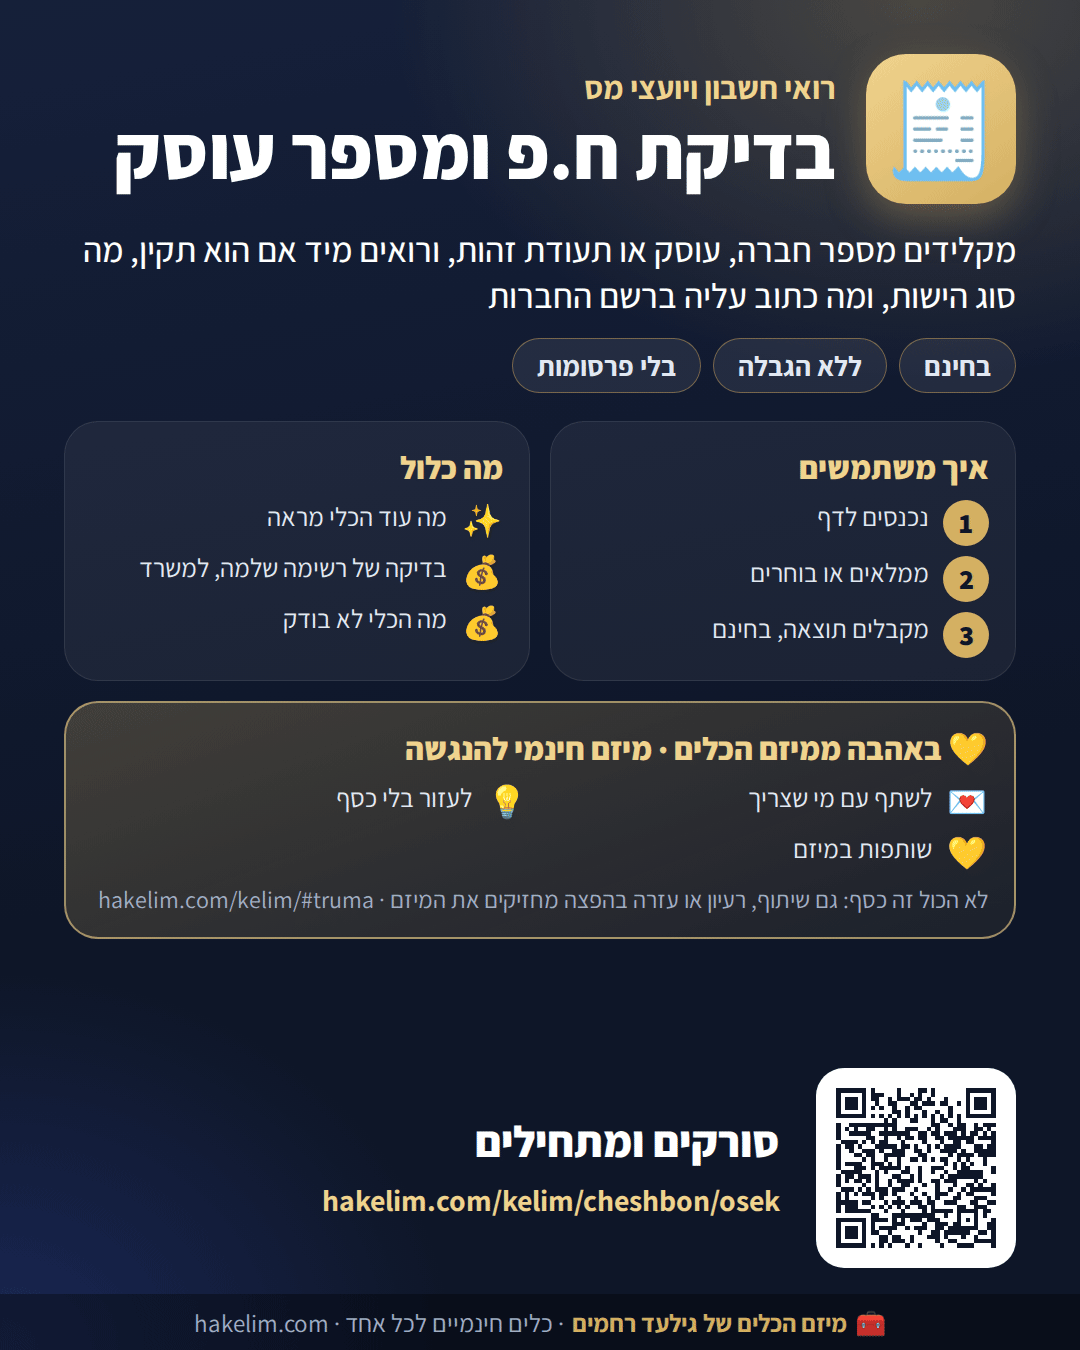 רואי חשבון ויועצי מס
בדיקת ח.פ ומספר עוסק
מקלידים מספר חברה, עוסק או תעודת זהות, ורואים מיד אם הוא תקין, מה
סוג הישות, ומה כתוב עליה ברשם החברות
בחינם
ללא הגבלה
בלי פרסומות
איך משתמשים
1 נכנסים לדף
2 ממלאים או בוחרים
3 מקבלים תוצאה, בחינם
מה כלול
מה עוד הכלי מראה
בדיקה של רשימה שלמה, למשרד
מה הכלי לא בודק
באהבה ממיזם הכלים · מיזם חינמי להנגשה
לשתף עם מי שצריך
לעזור בלי כסף
שותפות במיזם
לא הכול זה כסף: גם שיתוף, רעיון או עזרה בהפצה מחזיקים את המיזם · hakelim.com/kelim/#truma
סורקים ומתחילים
hakelim.com/kelim/cheshbon/osek
מיזם הכלים של גילעד רחמים · כלים חינמיים לכל אחד · hakelim.com